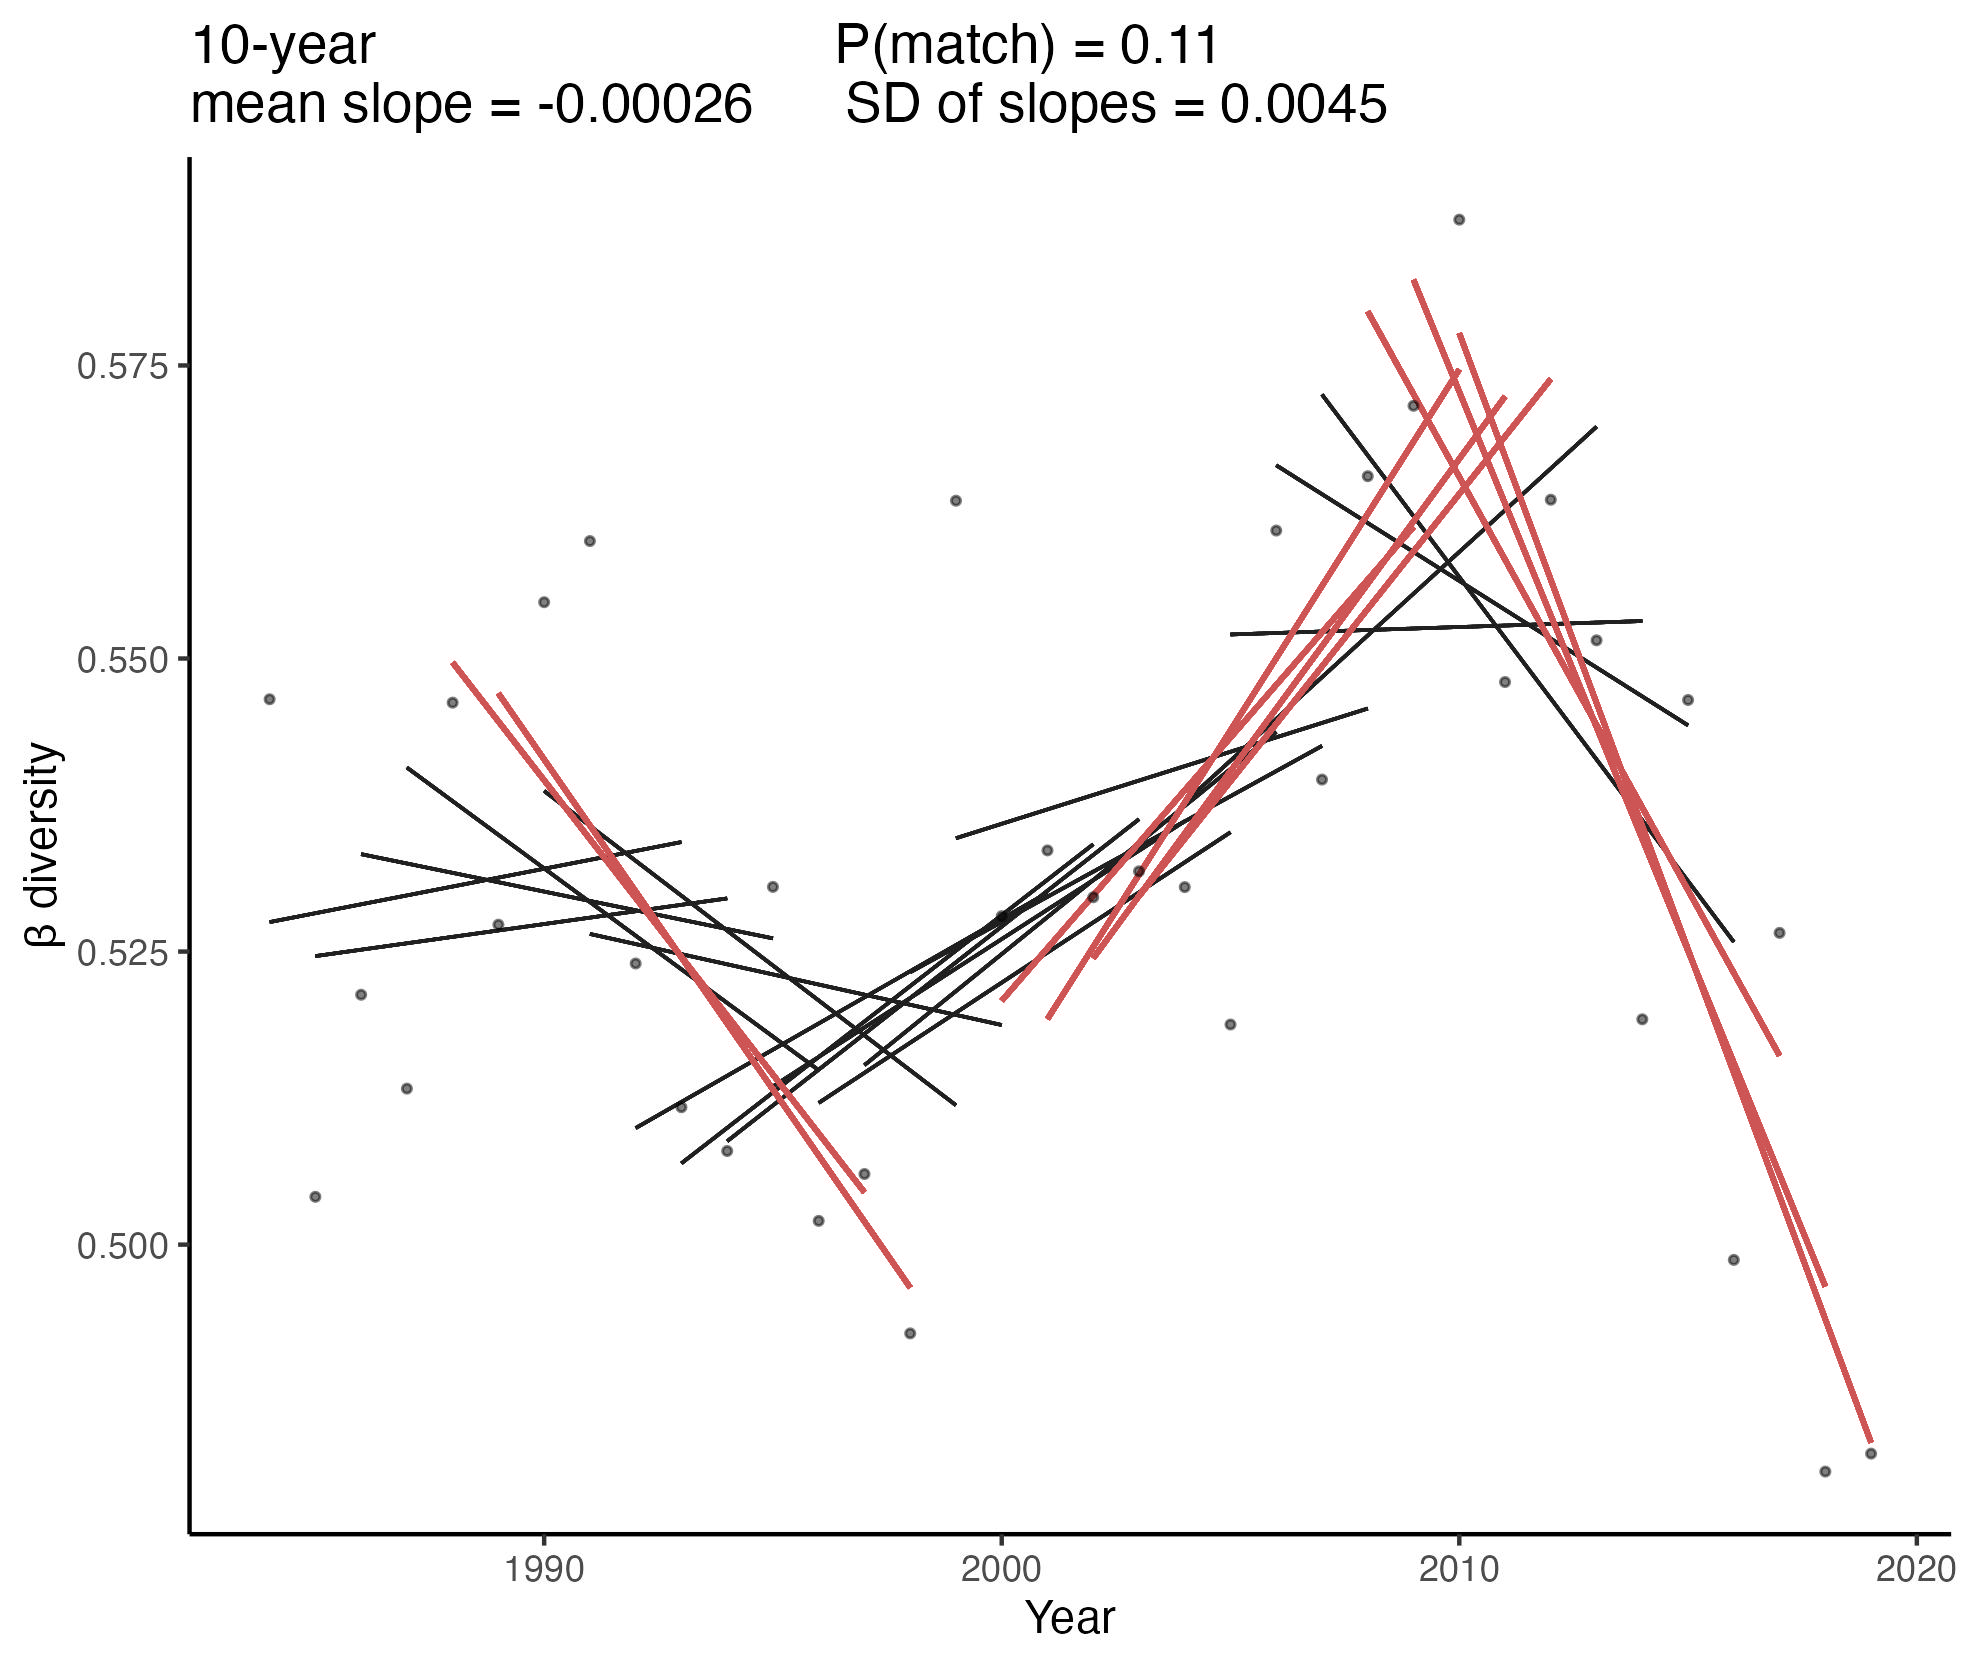 10-year P(match) = 0.11
mean slope = -0.00026 SD of slopes = 0.0045
β diversity
0.575
0.550
0.525
0.500
1990 2000 2010 2020
Year